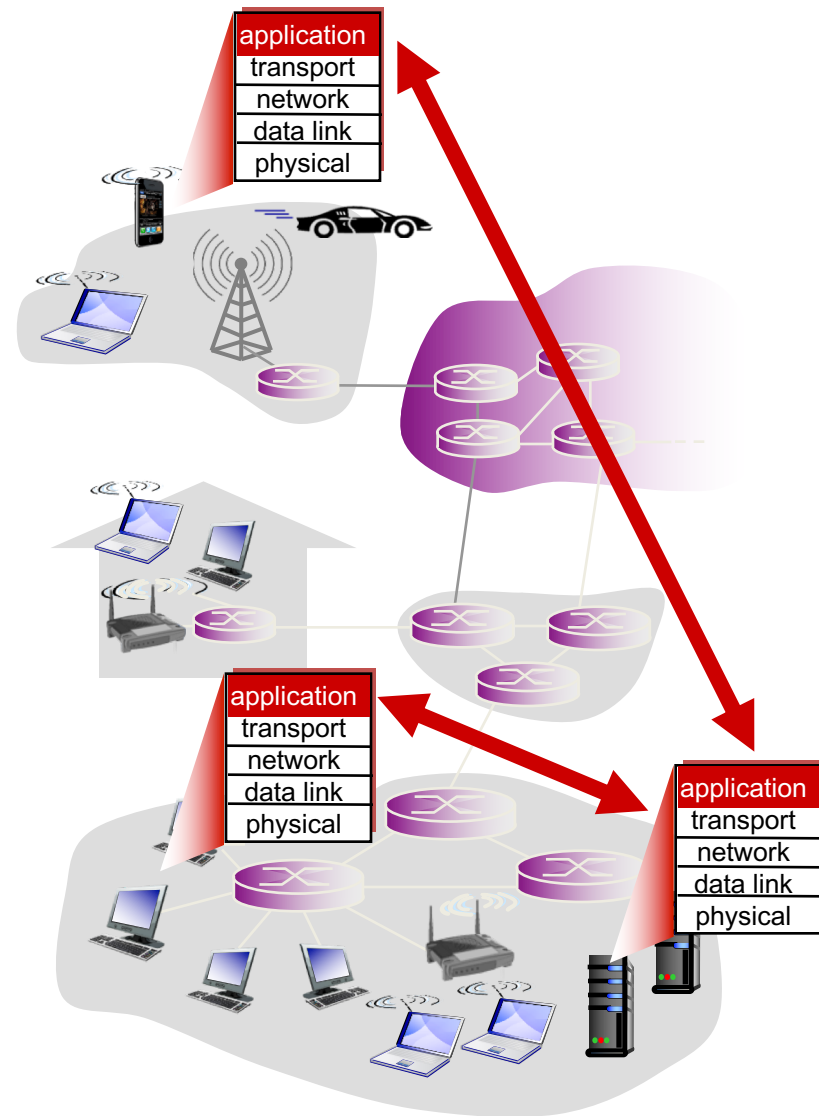 application
transport
network
data link
physical
application
transport
network
data link
physical
application
transport
network
data link
physical